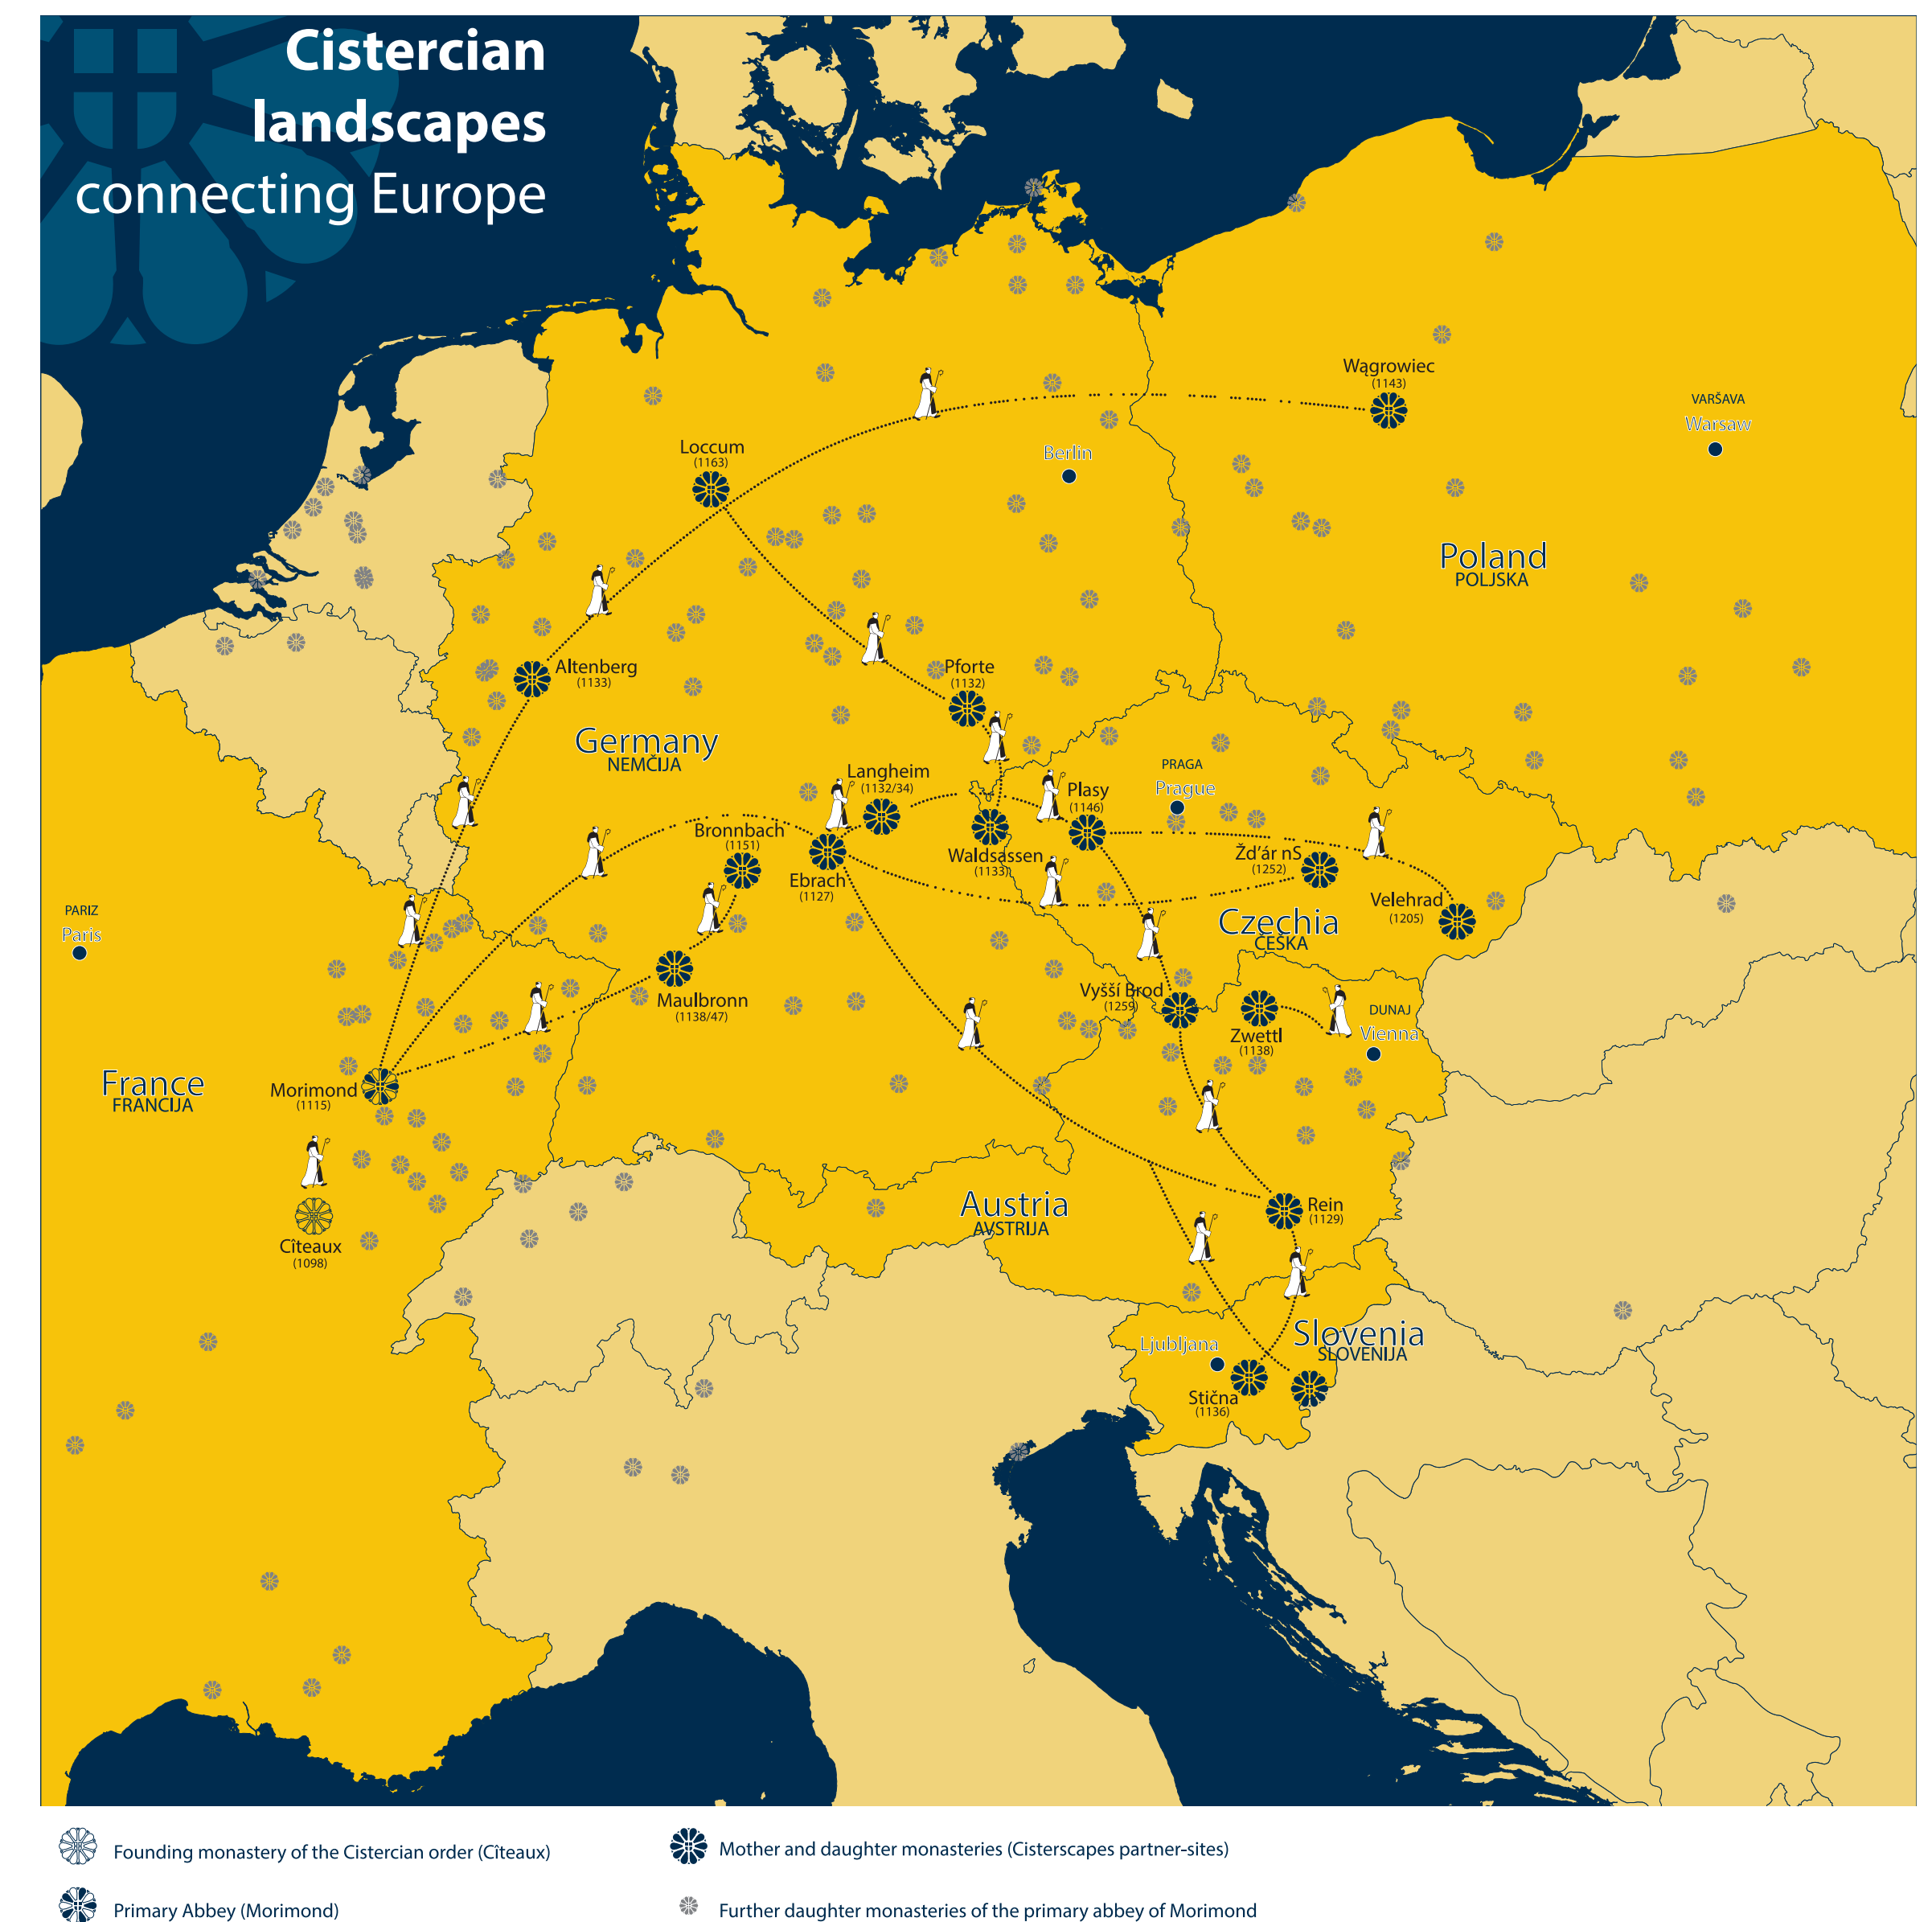 Cistercian
landscapes
connecting Europe
Wągrowiec
(1143)
VARŠAVA
Warsaw
Loccum
(1163)
Berlin
Poland
POLJSKA
Altenberg
(1133)
Pforte
(1132)
Germany
NEMČIJA
Langheim
(1132/34)
PRAGA
Prague
Plasy
(1146)
Bronnbach
(1151)
Waldsassen
(1133)
Žd'ár nS
(1252)
Ebrach
(1127)
Velehrad
(1205)
PARIZ
Paris
Czechia
ČEŠKA
Maulbronn
(1138/47)
Vyšší Brod
(1259)
Zwettl
(1138)
DUNAJ
Vienna
France
FRANCIJA
Morimond
(1115)
Cîteaux
(1098)
Austria
AVSTRIJA
Rein
(1129)
Ljubljana
Slovenia
SLOVENIJA
Stična
(1136)
Founding monastery of the Cistercian order (Cîteaux)
Mother and daughter monasteries (Cisterscapes partner-sites)
Primary Abbey (Morimond)
Further daughter monasteries of the primary abbey of Morimond